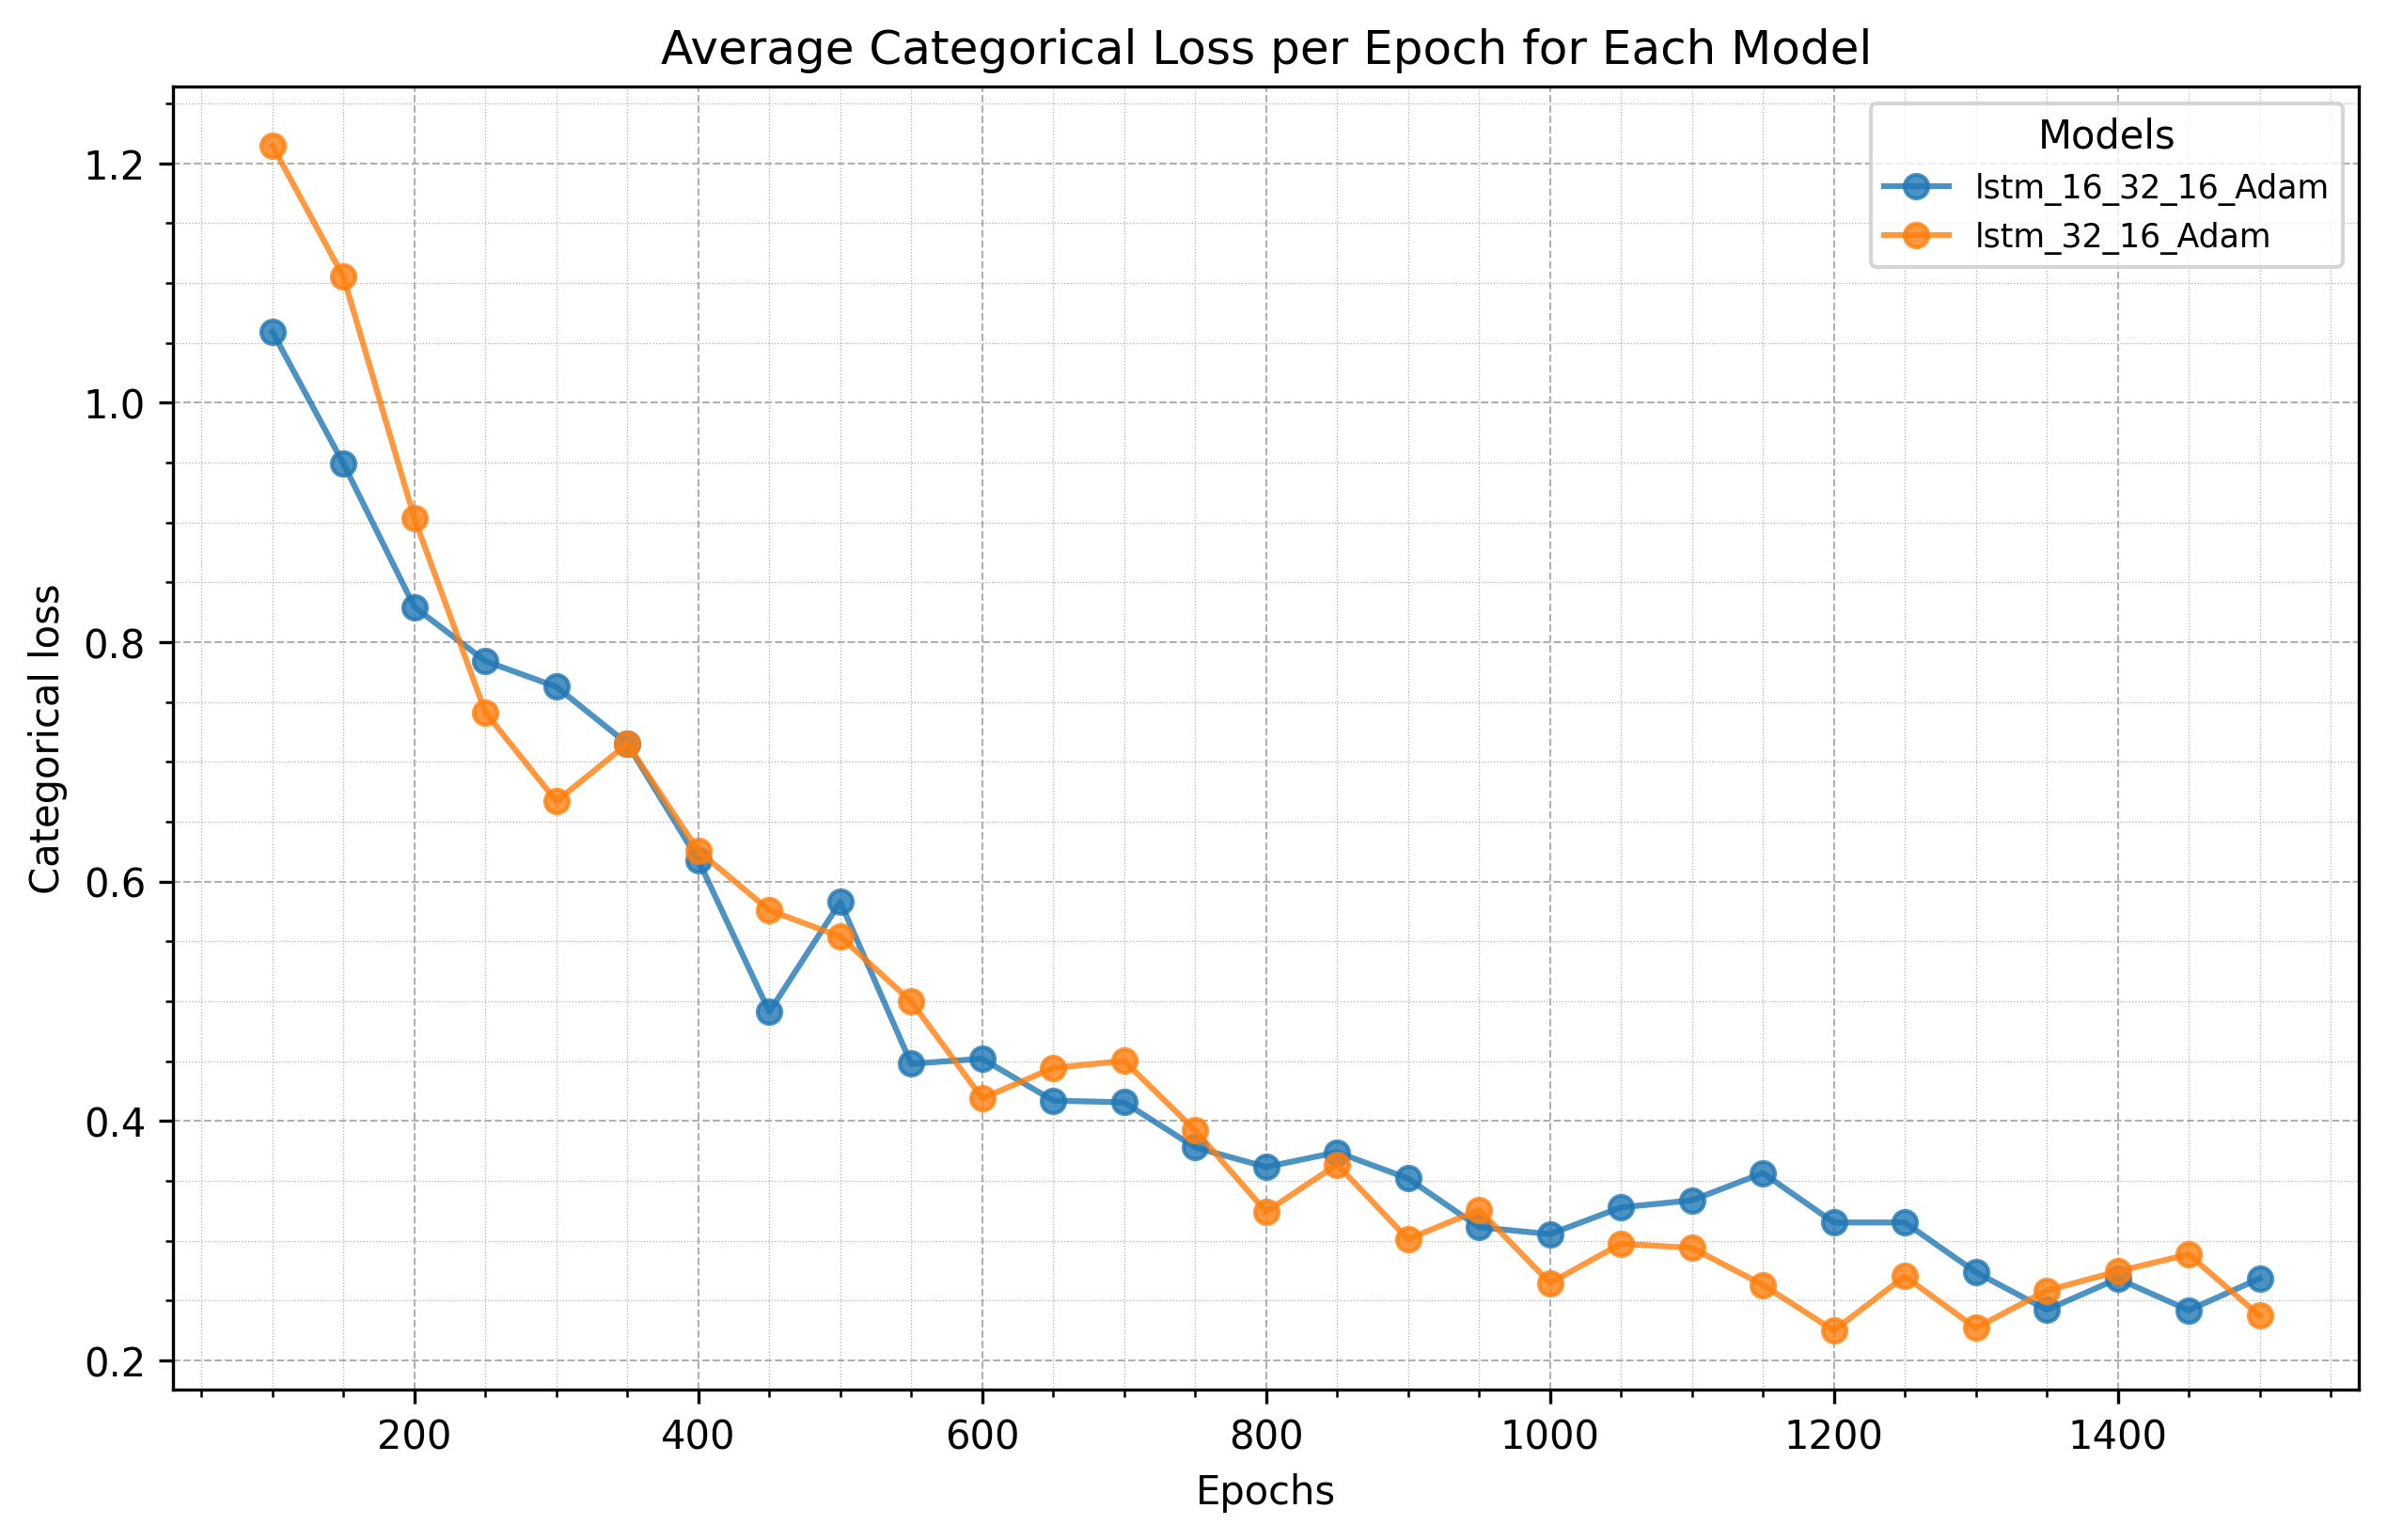 Average Categorical Loss per Epoch for Each Model
Models
lstm_16_32_16_Adam
lstm_32_16_Adam
Categorical loss
1.2
1.0
0.8
0.6
0.4
0.2
200 400 600 800 1000 1200 1400
Epochs